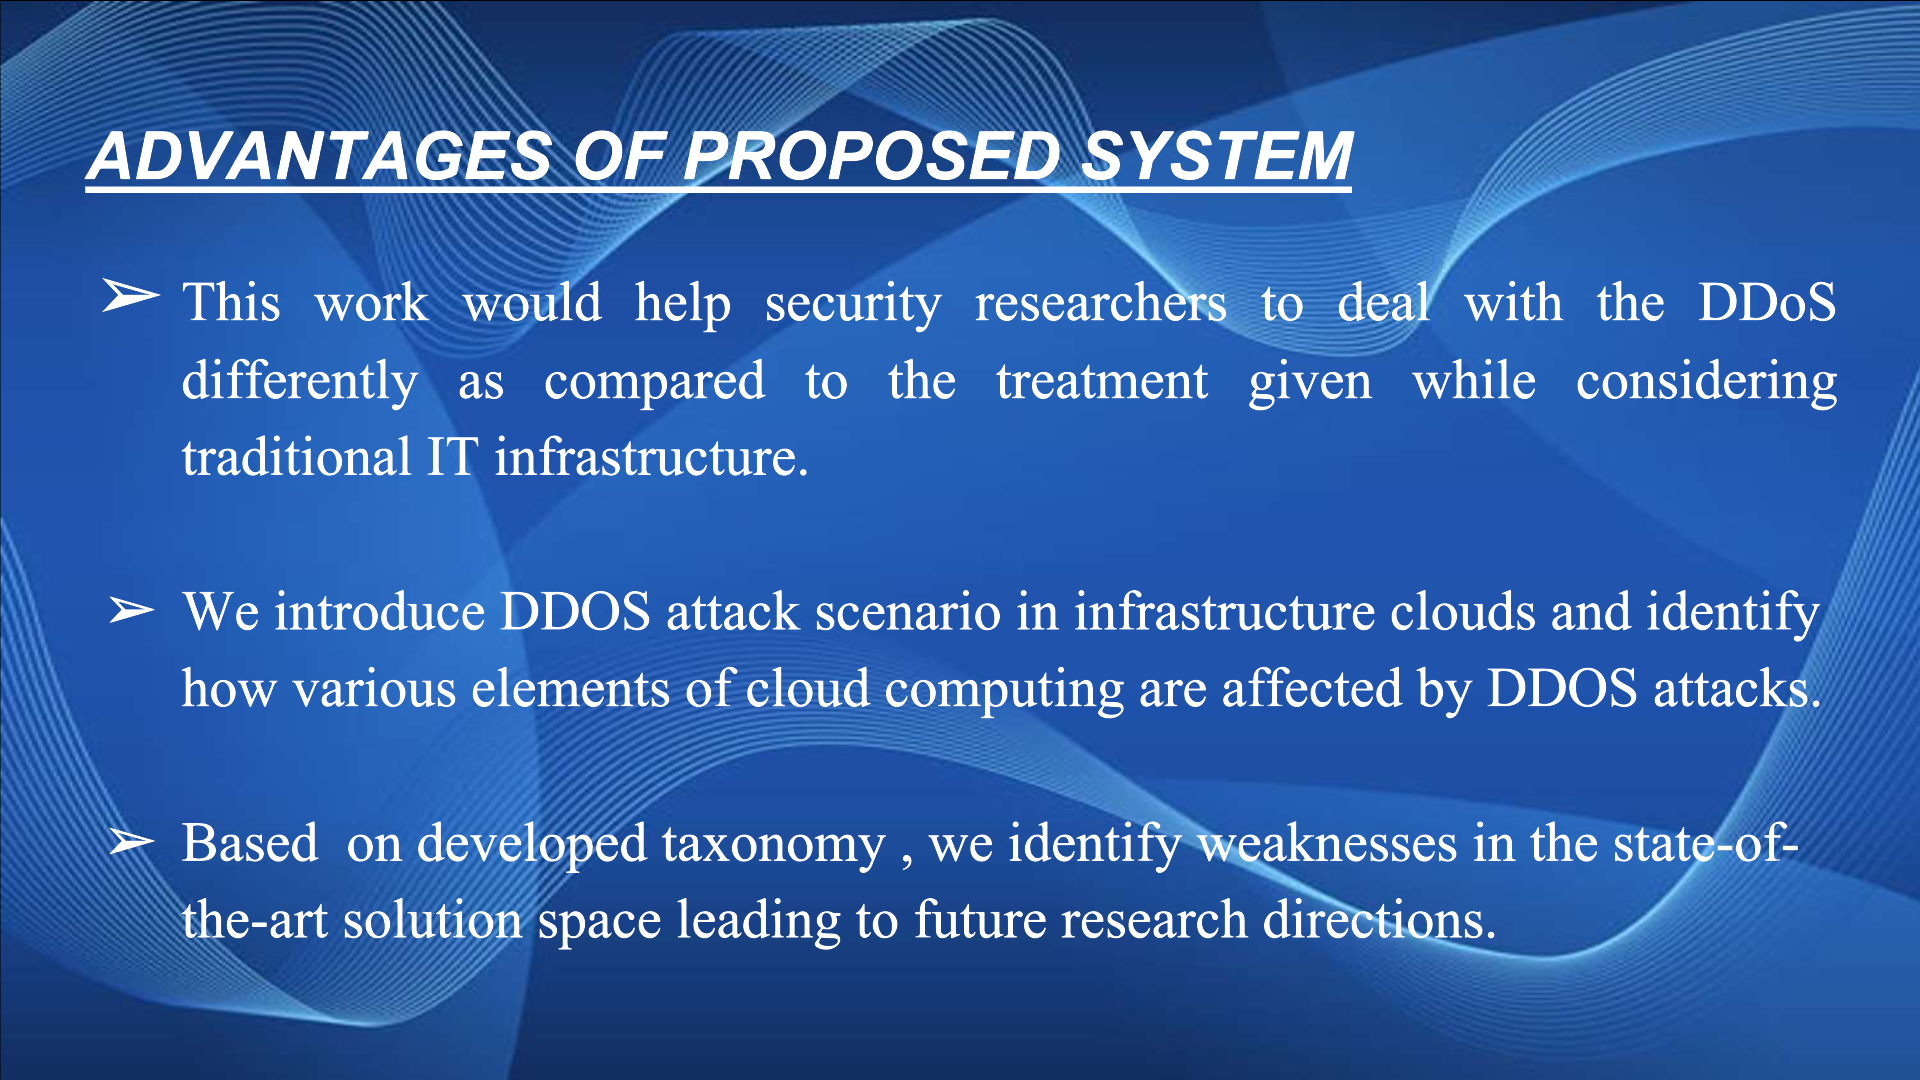 ADVANTAGES OF PROPOSED SYSTEM
➢ This work would help security researchers to deal with the DDoS
differently as compared to the treatment given while considering
traditional IT infrastructure.
➢ We introduce DDOS attack scenario in infrastructure clouds and identify
how various elements of cloud computing are affected by DDOS attacks.
➢ Based  on developed taxonomy , we identify weaknesses in the state-of-
the-art solution space leading to future research directions.